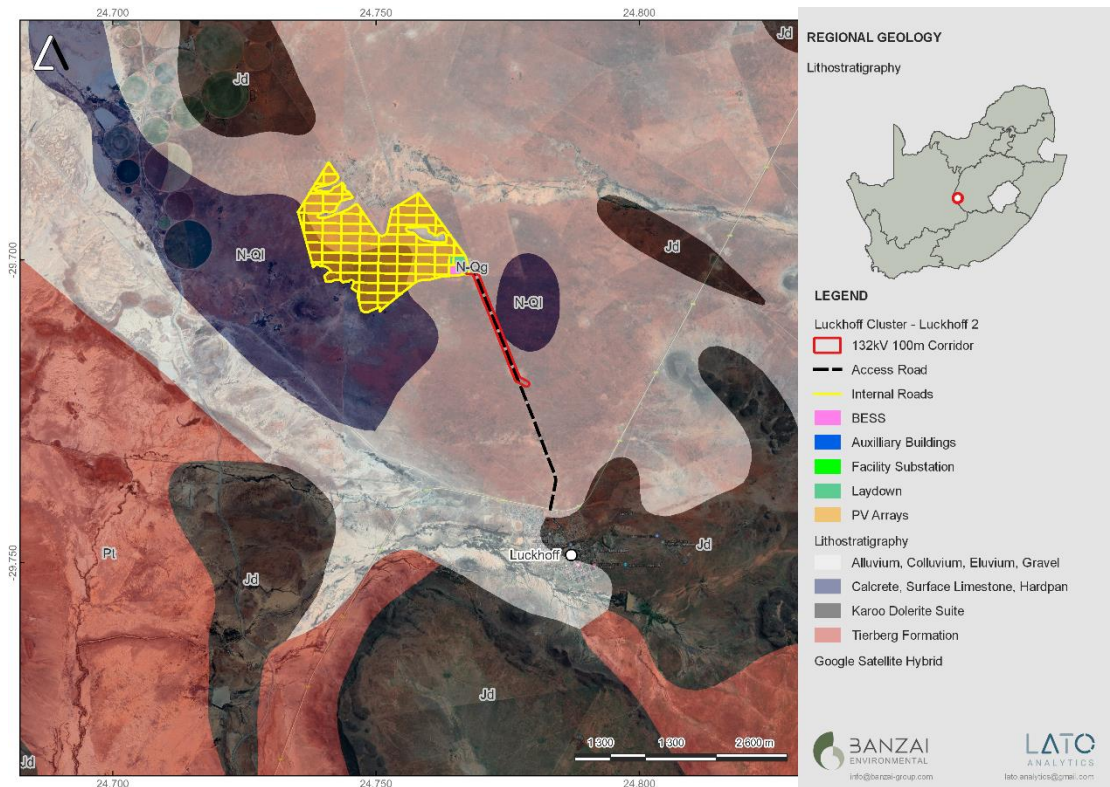 24.700
24.750
24.800
Jd
Jd
-29.700
N-Ql
N-Qg
N-Ql
Jd
-29.750
Pt
Jd
Luckhoff
Jd
Jd
Jd
1 300
1 300
2 600 m
24.700
24.750
24.800
REGIONAL GEOLOGY
Lithostratigraphy
LEGEND
Luckhoff Cluster - Luckhoff 2
132kV 100m Corridor
Access Road
Internal Roads
BESS
Auxilliary Buildings
Facility Substation
Laydown
PV Arrays
Lithostratigraphy
Alluvium, Colluvium, Eluvium, Gravel
Calcrete, Surface Limestone, Hardpan
Karoo Dolerite Suite
Tierberg Formation
Google Satellite Hybrid
BANZAI
ENVIRONMENTAL
info@banzai-group.com
LATO
ANALYTICS
lato.analytics@gmail.com